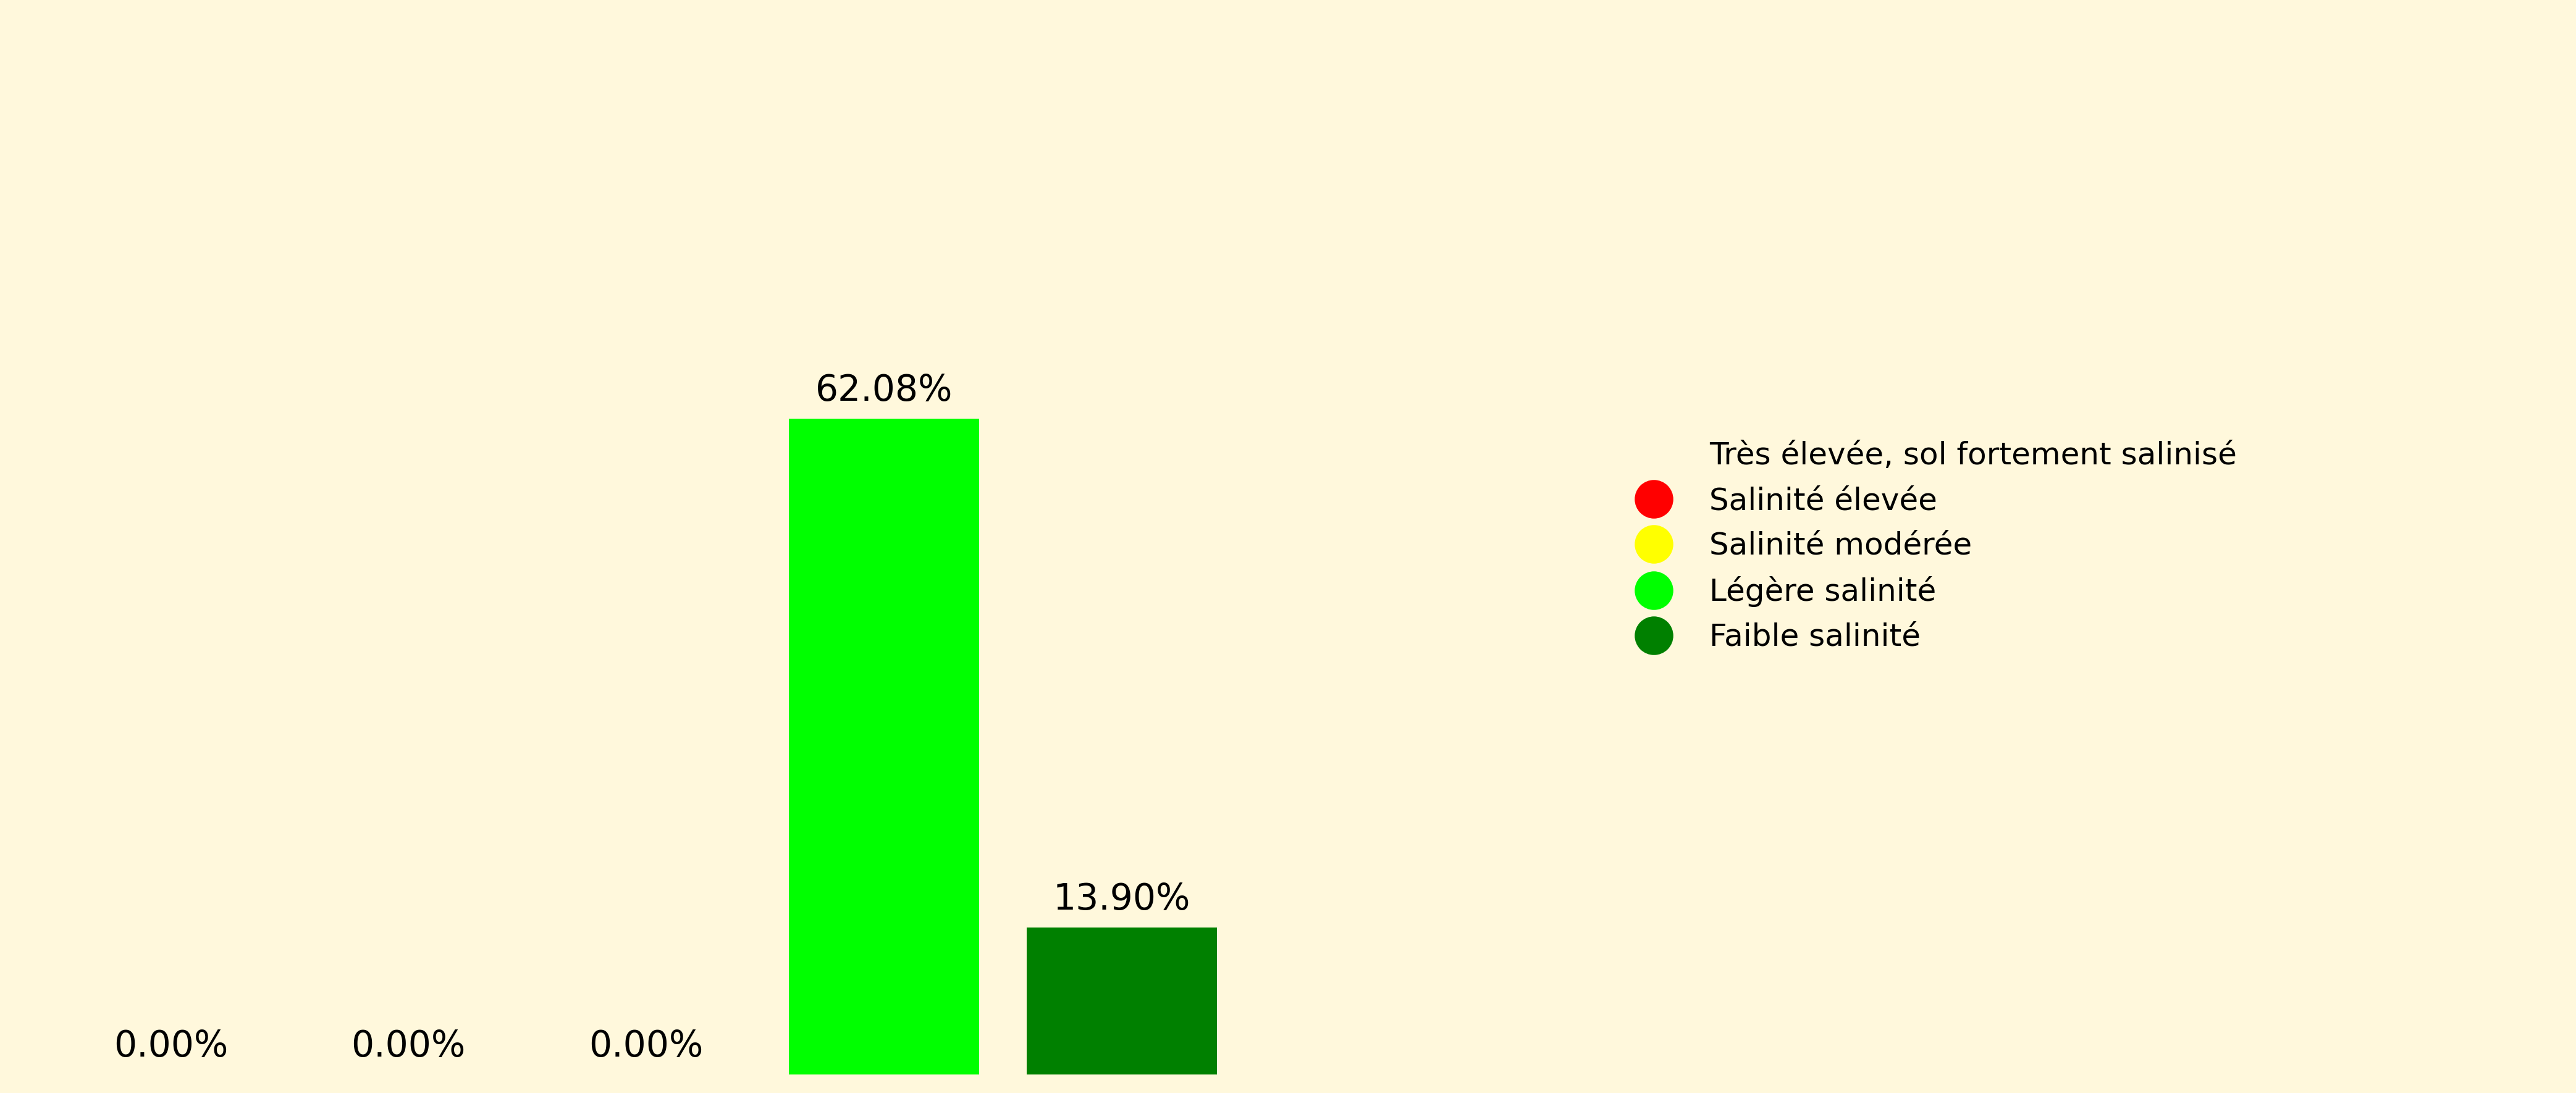 62.08%
13.90%
0.00%
0.00%
0.00%
Très élevée, sol fortement salinisé
Salinité élevée
Salinité modérée
Légère salinité
Faible salinité